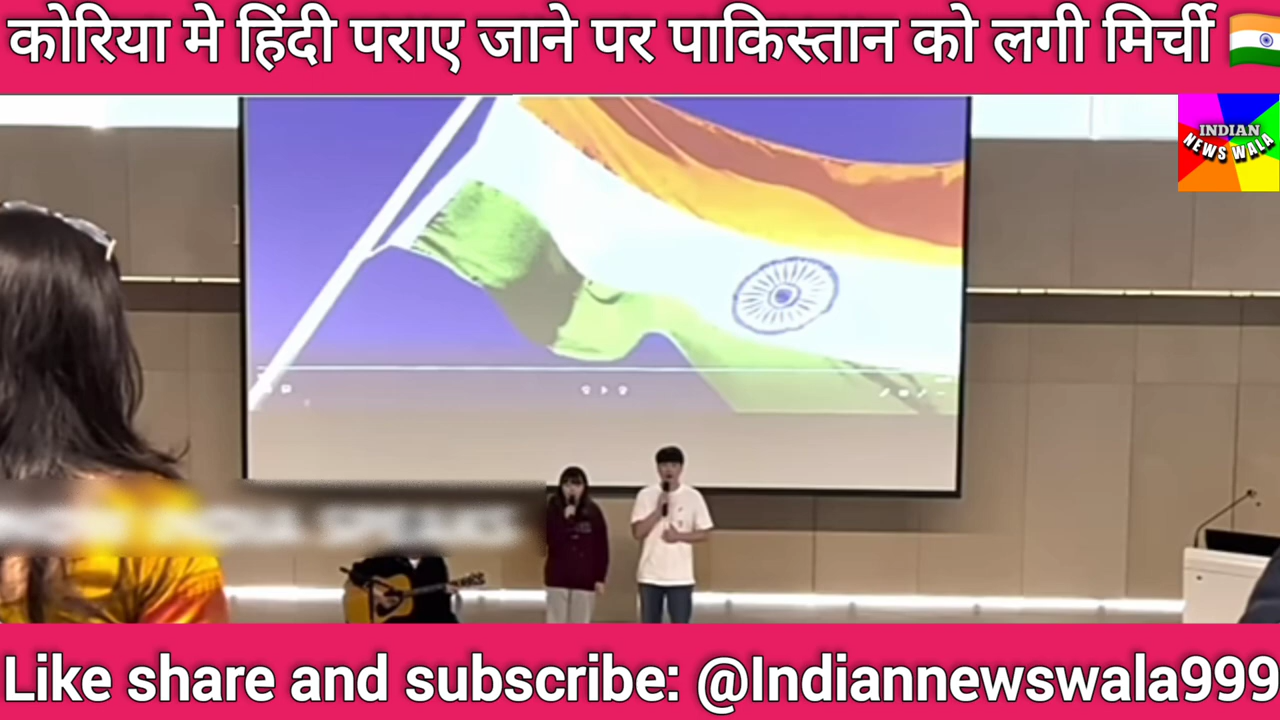 कोरिया मे हिंदी पराए जाने पर पाकिस्तान को लगी मिर्ची
INDIAN
NEWS WALA
Like share and subscribe: @Indiannewswala999